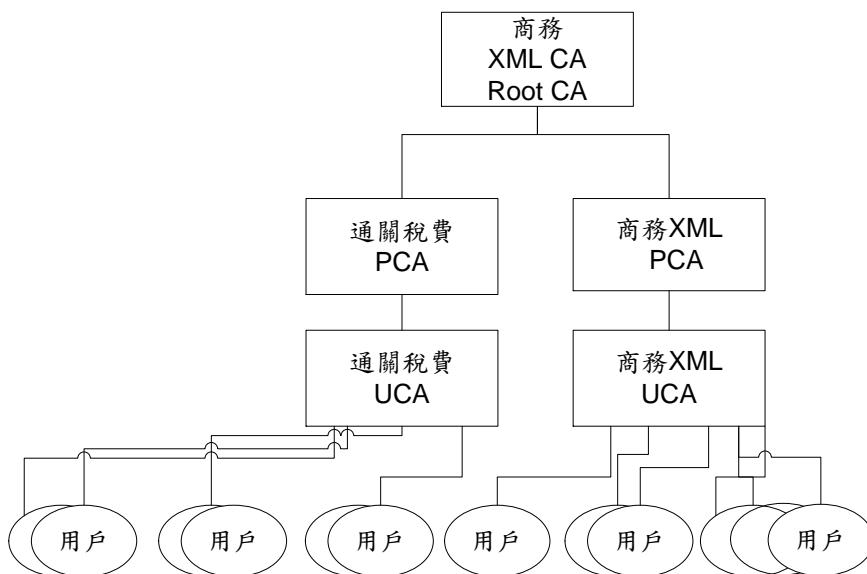 商務
XML CA
Root CA
通關稅費
PCA
商務XML
PCA
通關稅費
UCA
商務XML
UCA
用戶
用戶
用戶
用戶
用戶
用戶